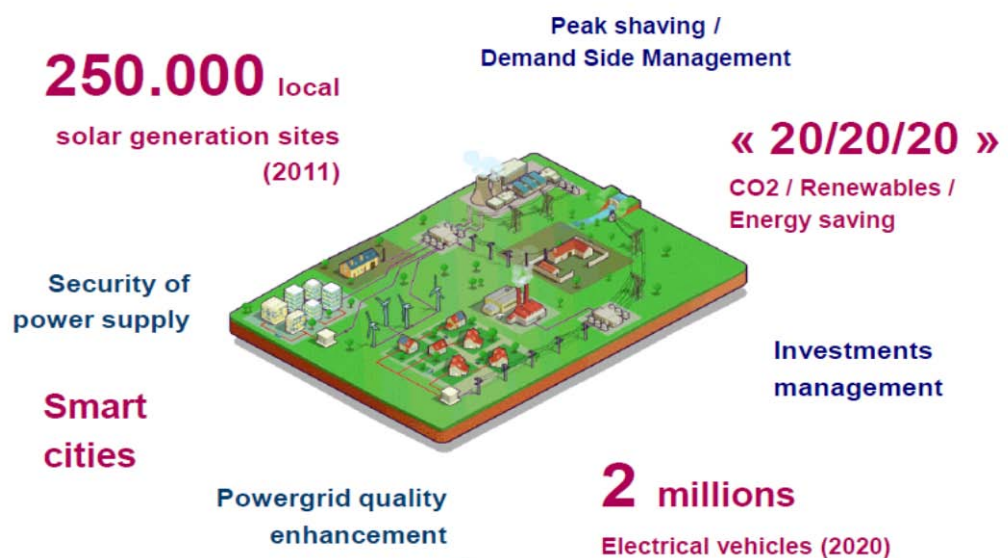 Peak shaving /
Demand Side Management
250.000 local
solar generation sites
(2011)
« 20/20/20 »
CO2 / Renewables /
Energy saving
Security of
power supply
Investments
management
Smart
cities
Powergrid quality
enhancement
2 millions
Electrical vehicles (2020)